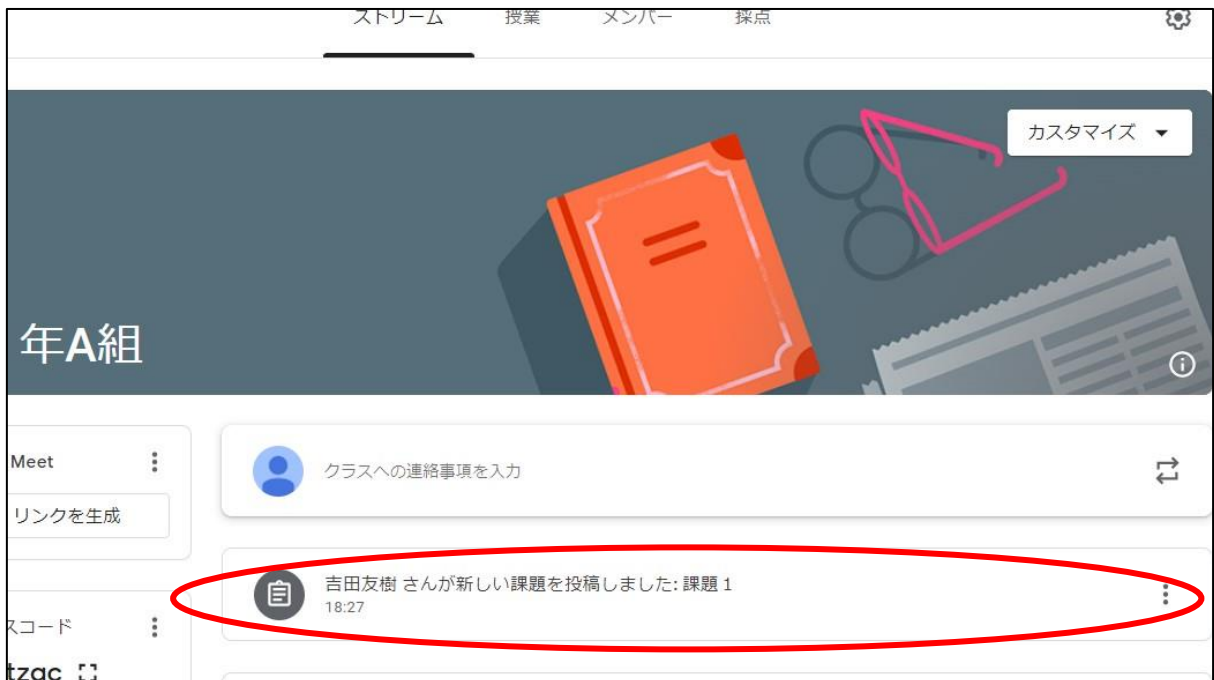 ストリーム 授業 メンバー 採点
カスタマイズ
年A組
Meet
クラスへの連絡事項を入力
リンクを生成
吉田友樹 さんが新しい課題を投稿しました: 課題 1
18:27
スコード
tzqc